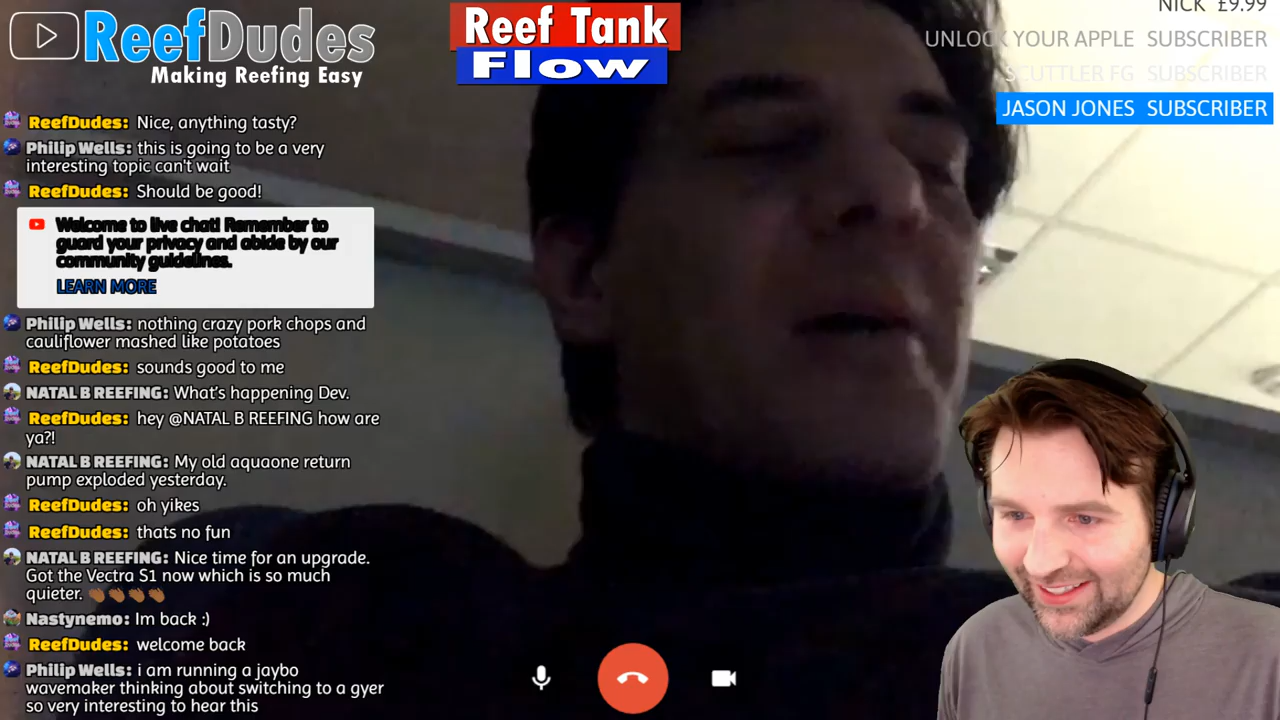 ReefDudes
Making Reefing Easy
Reef Tank
Flow
NICK £9.99
UNLOCK YOUR APPLE SUBSCRIBER
SCUTTLER FG SUBSCRIBER
JASON JONES SUBSCRIBER
ReefDudes: Nice, anything tasty?
Philip Wells: this is going to be a very
interesting topic can't wait
ReefDudes: Should be good!
Welcome to live chat! Remember to
guard your privacy and abide by our
community guidelines.
LEARN MORE
Philip Wells: nothing crazy pork chops and
cauliflower mashed like potatoes
ReefDudes: sounds good to me
NATAL B REEFING: What's happening Dev.
ReefDudes: hey @NATAL B REEFING how are
ya?!
NATAL B REEFING: My old aquaone return
pump exploded yesterday.
ReefDudes: oh yikes
ReefDudes: thats no fun
NATAL B REEFING: Nice time for an upgrade.
Got the Vectra S1 now which is so much
quieter. 👏🏾👏🏾👏🏾👏🏾
Nastynemo: Im back :)
ReefDudes: welcome back
Philip Wells: i am running a jaybo
wavemaker thinking about switching to a gyer
so very interesting to hear this